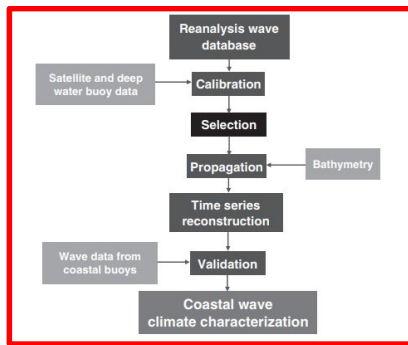 Reanalysis wave
database
Satellite and deep
water buoy data
Calibration
Selection
Propagation
Bathymetry
Time series
reconstruction
Wave data from
coastal buoys
Validation
Coastal wave
climate characterization